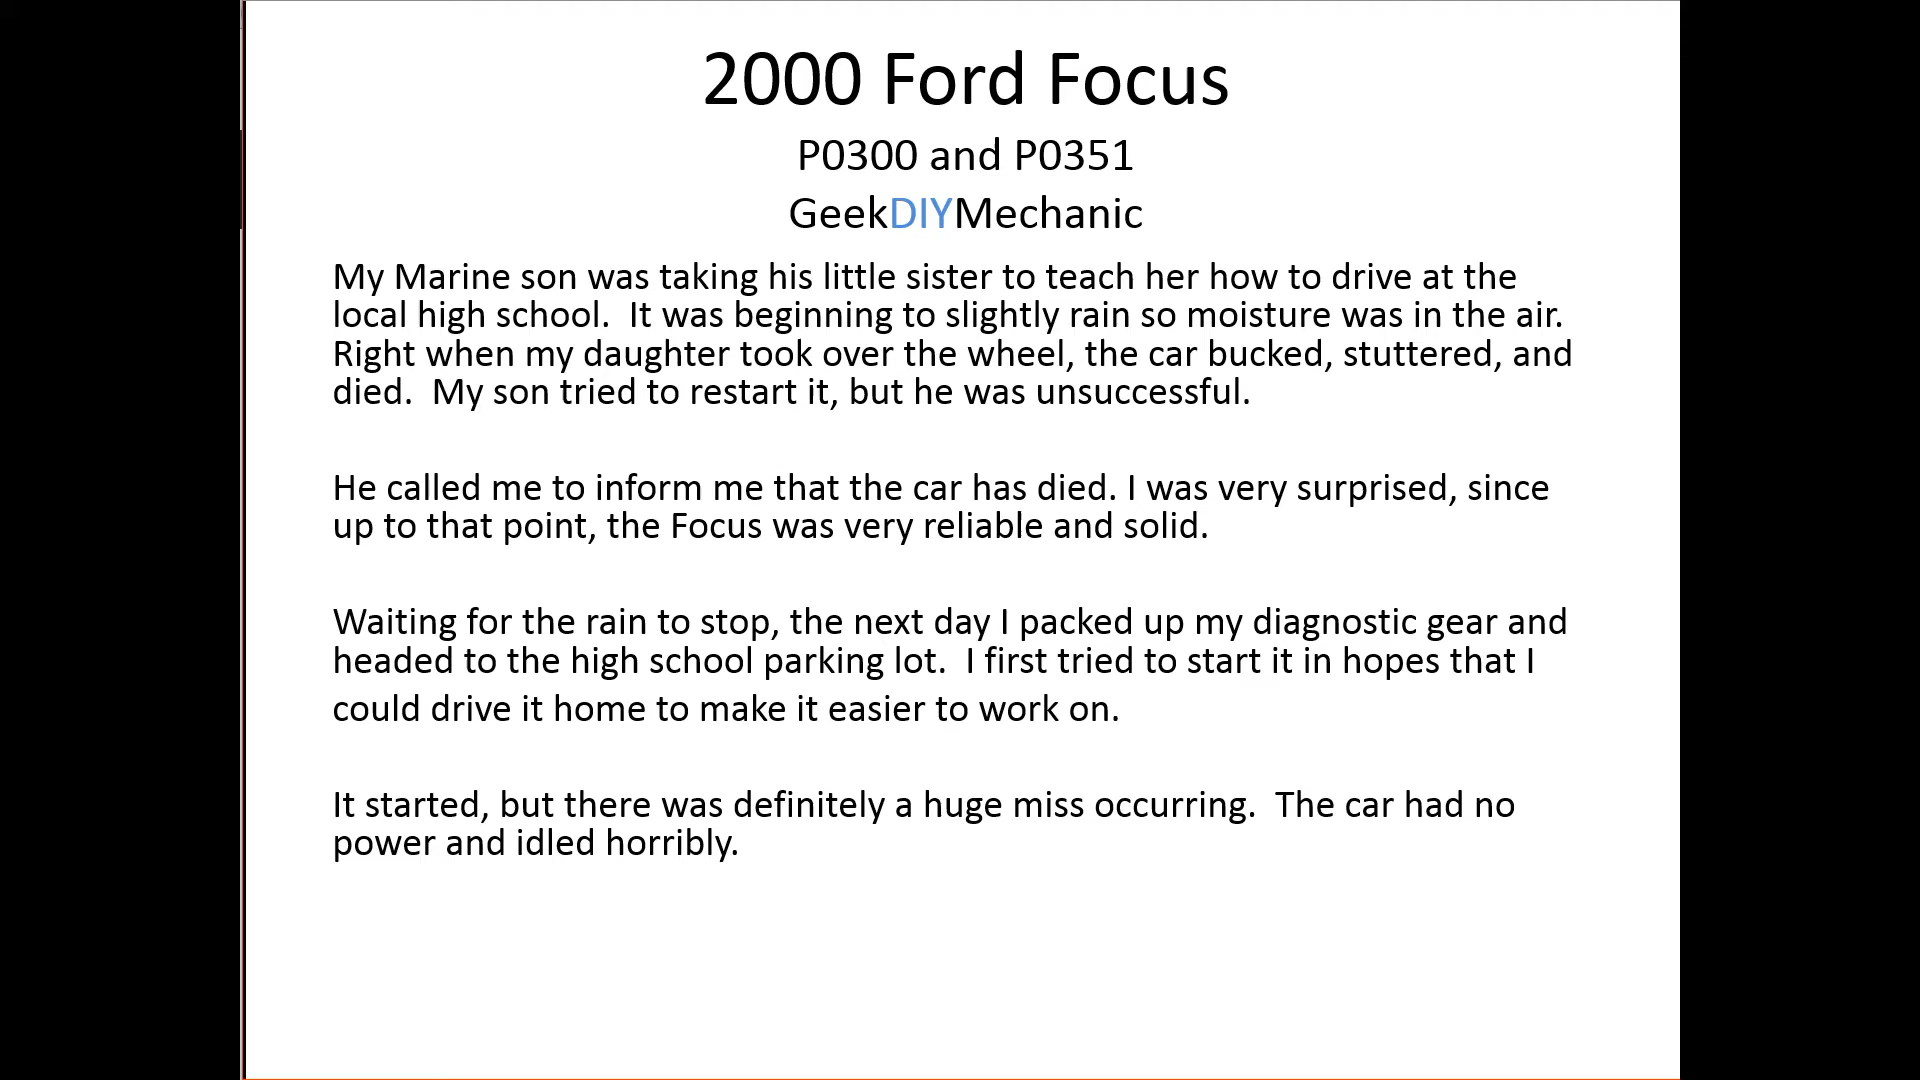 2000 Ford Focus
P0300 and P0351
GeekDIYMechanic
My Marine son was taking his little sister to teach her how to drive at the
local high school.  It was beginning to slightly rain so moisture was in the air.
Right when my daughter took over the wheel, the car bucked, stuttered, and
died.  My son tried to restart it, but he was unsuccessful.
He called me to inform me that the car has died. I was very surprised, since
up to that point, the Focus was very reliable and solid.
Waiting for the rain to stop, the next day I packed up my diagnostic gear and
headed to the high school parking lot.  I first tried to start it in hopes that I
could drive it home to make it easier to work on.
It started, but there was definitely a huge miss occurring.  The car had no
power and idled horribly.